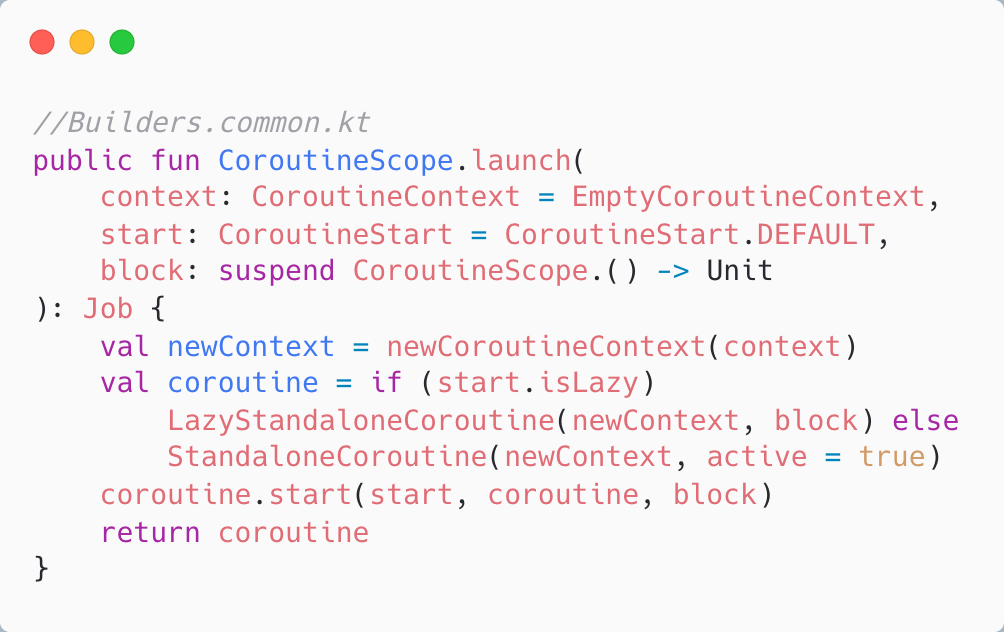 //Builders.common.kt
public fun CoroutineScope.launch(
    context: CoroutineContext = EmptyCoroutineContext,
    start: CoroutineStart = CoroutineStart.DEFAULT,
    block: suspend CoroutineScope.() -> Unit
): Job {
    val newContext = newCoroutineContext(context)
    val coroutine = if (start.isLazy)
        LazyStandaloneCoroutine(newContext, block) else
        StandaloneCoroutine(newContext, active = true)
    coroutine.start(start, coroutine, block)
    return coroutine
}